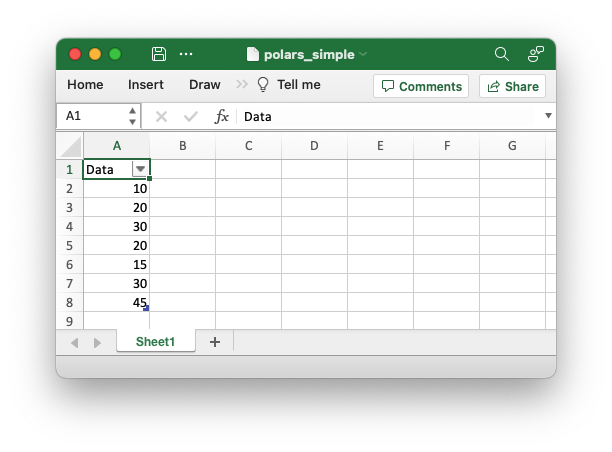 polars_simple
Home Insert Draw Tell me Comments Share
A1 fx Data
A B C D E F G
1 Data
2 10
3 20
4 30
5 20
6 15
7 30
8 45
9
Sheet1